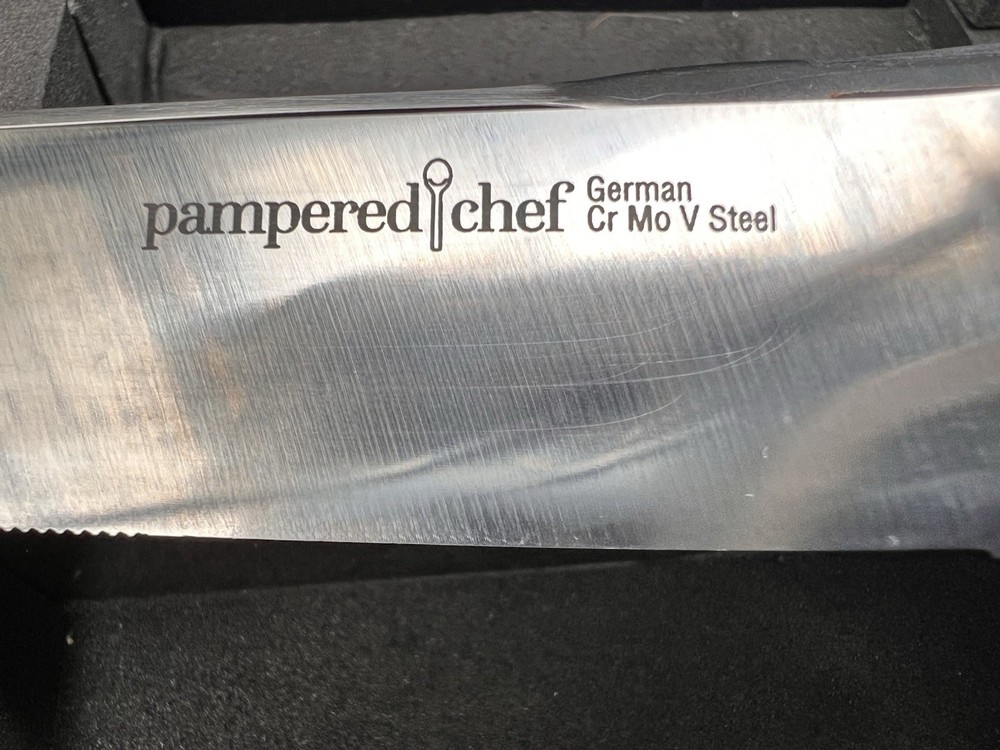 pampered chef
German
Cr Mo V Steel